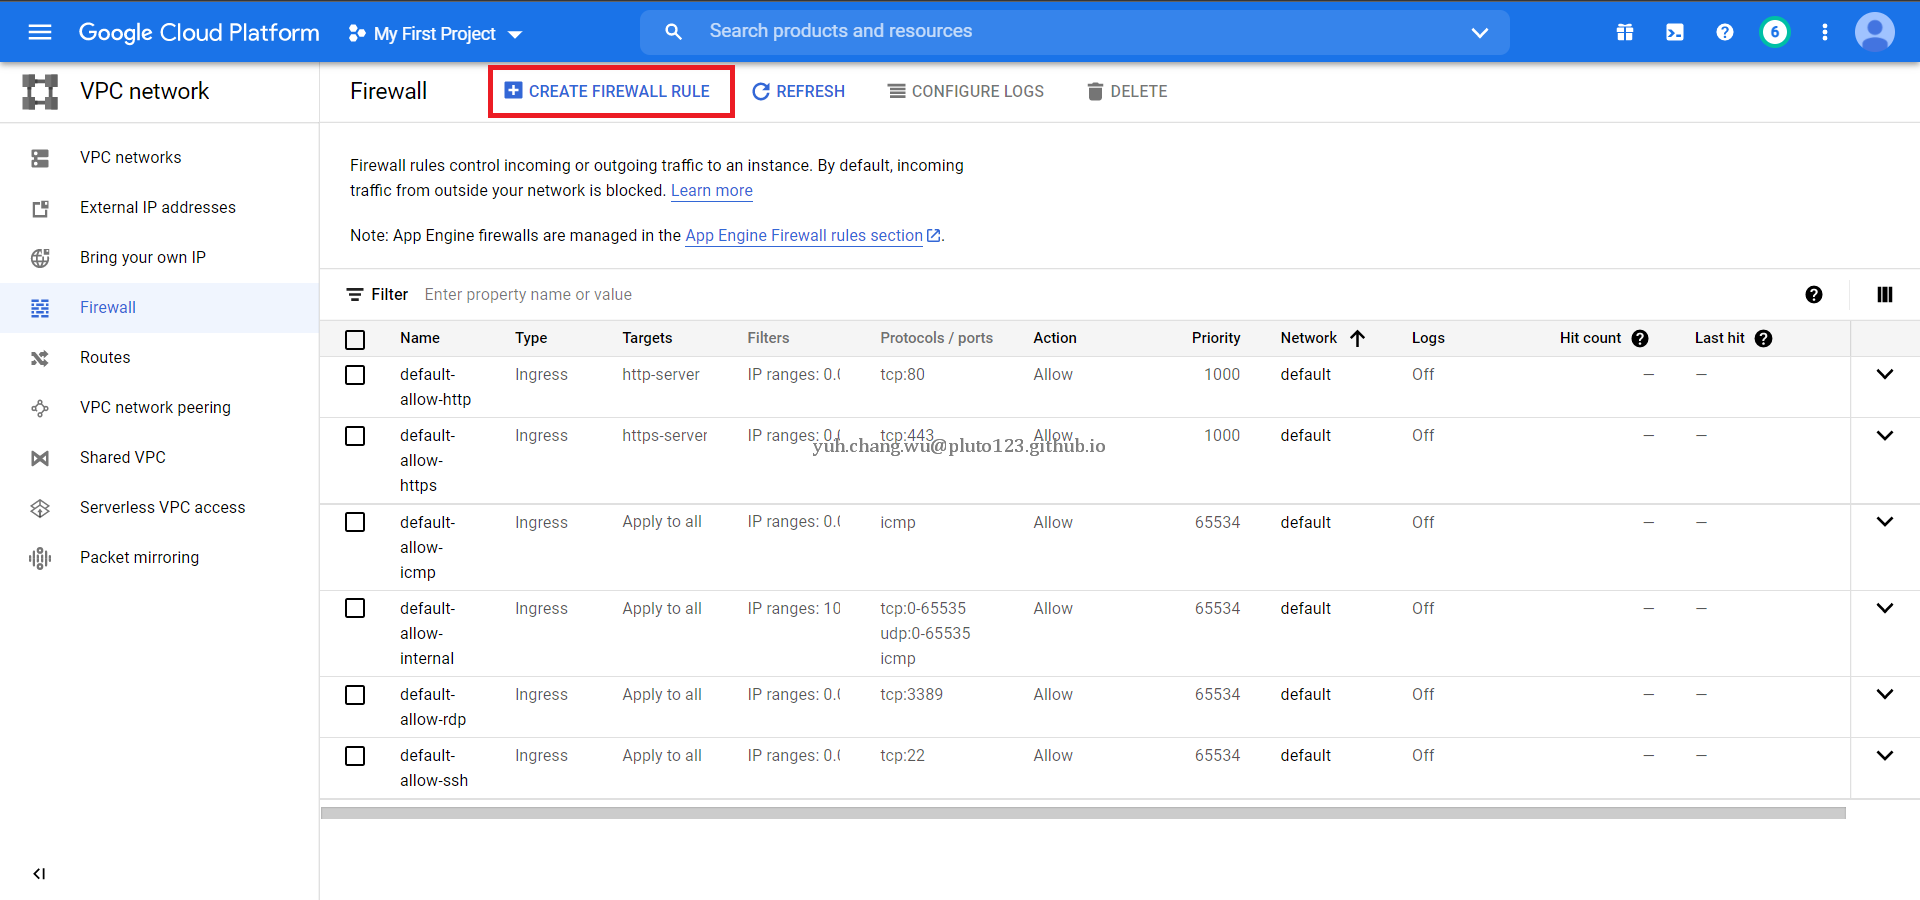 Google Cloud Platform
My First Project
Search products and resources
6
VPC network
Firewall
CREATE FIREWALL RULE
REFRESH
CONFIGURE LOGS
DELETE
VPC networks
External IP addresses
Bring your own IP
Firewall
Routes
VPC network peering
Shared VPC
Serverless VPC access
Packet mirroring
Firewall rules control incoming or outgoing traffic to an instance. By default, incoming
traffic from outside your network is blocked. Learn more
Note: App Engine firewalls are managed in the App Engine Firewall rules section.
Filter Enter property name or value
Name Type Targets Filters Protocols / ports Action Priority Network Logs Hit count Last hit
default- Ingress http-server IP ranges: 0.0 tcp:80 Allow 1000 default Off — —
allow-http
default- Ingress https-server IP ranges: 0.0 tcp:443 Allow 1000 default Off — —
allow-
https
yuh.chang.wu@pluto123.github.io
default- Ingress Apply to all IP ranges: 0.0 icmp Allow 65534 default Off — —
allow-
icmp
default- Ingress Apply to all IP ranges: 10 tcp:0-65535 Allow 65534 default Off — —
allow- udp:0-65535
internal icmp
default- Ingress Apply to all IP ranges: 0.0 tcp:3389 Allow 65534 default Off — —
allow-rdp
default- Ingress Apply to all IP ranges: 0.0 tcp:22 Allow 65534 default Off — —
allow-ssh